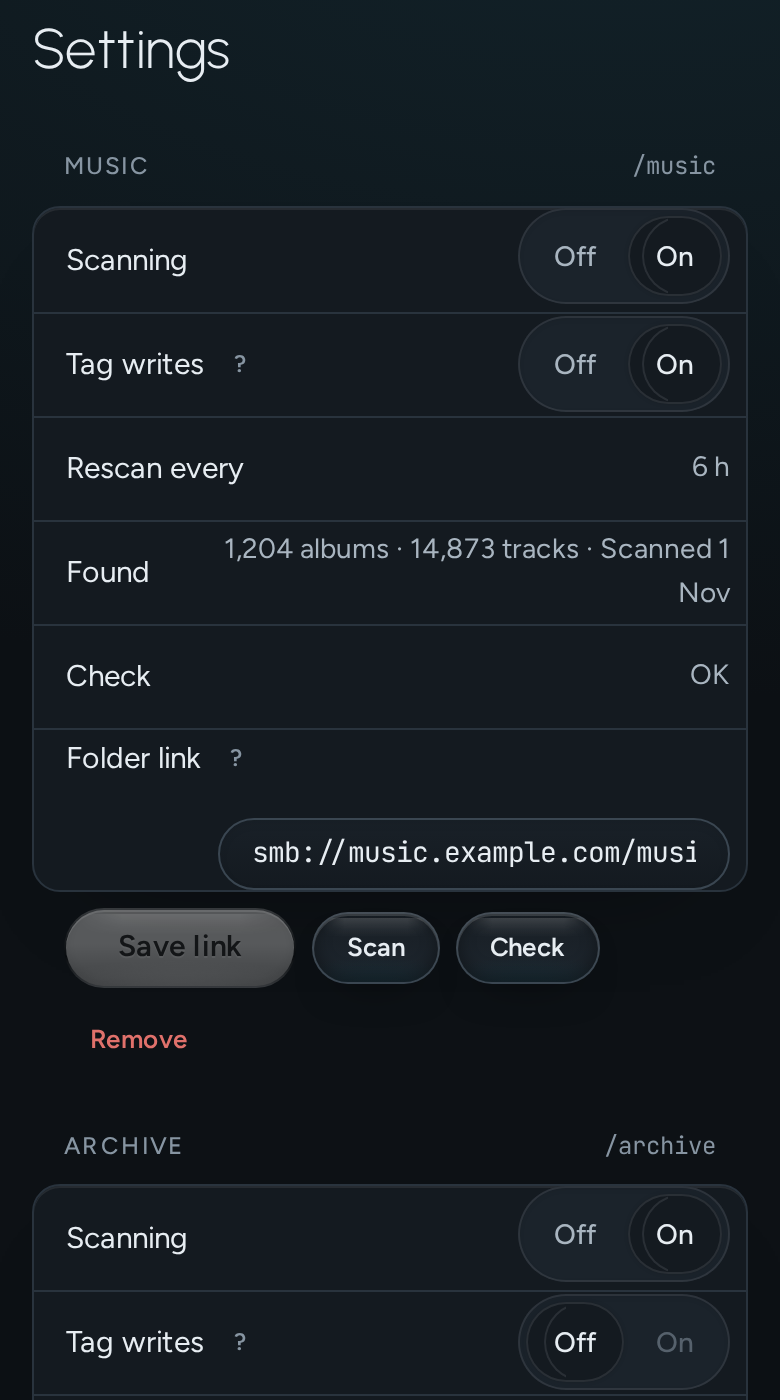 Settings
MUSIC /music
Scanning Off On
Tag writes ? Off On
Rescan every 6 h
Found 1,204 albums · 14,873 tracks · Scanned 1
Nov
Check OK
Folder link ?
smb://music.example.com/musi
Save link Scan Check
Remove
ARCHIVE /archive
Scanning Off On
Tag writes ? Off On